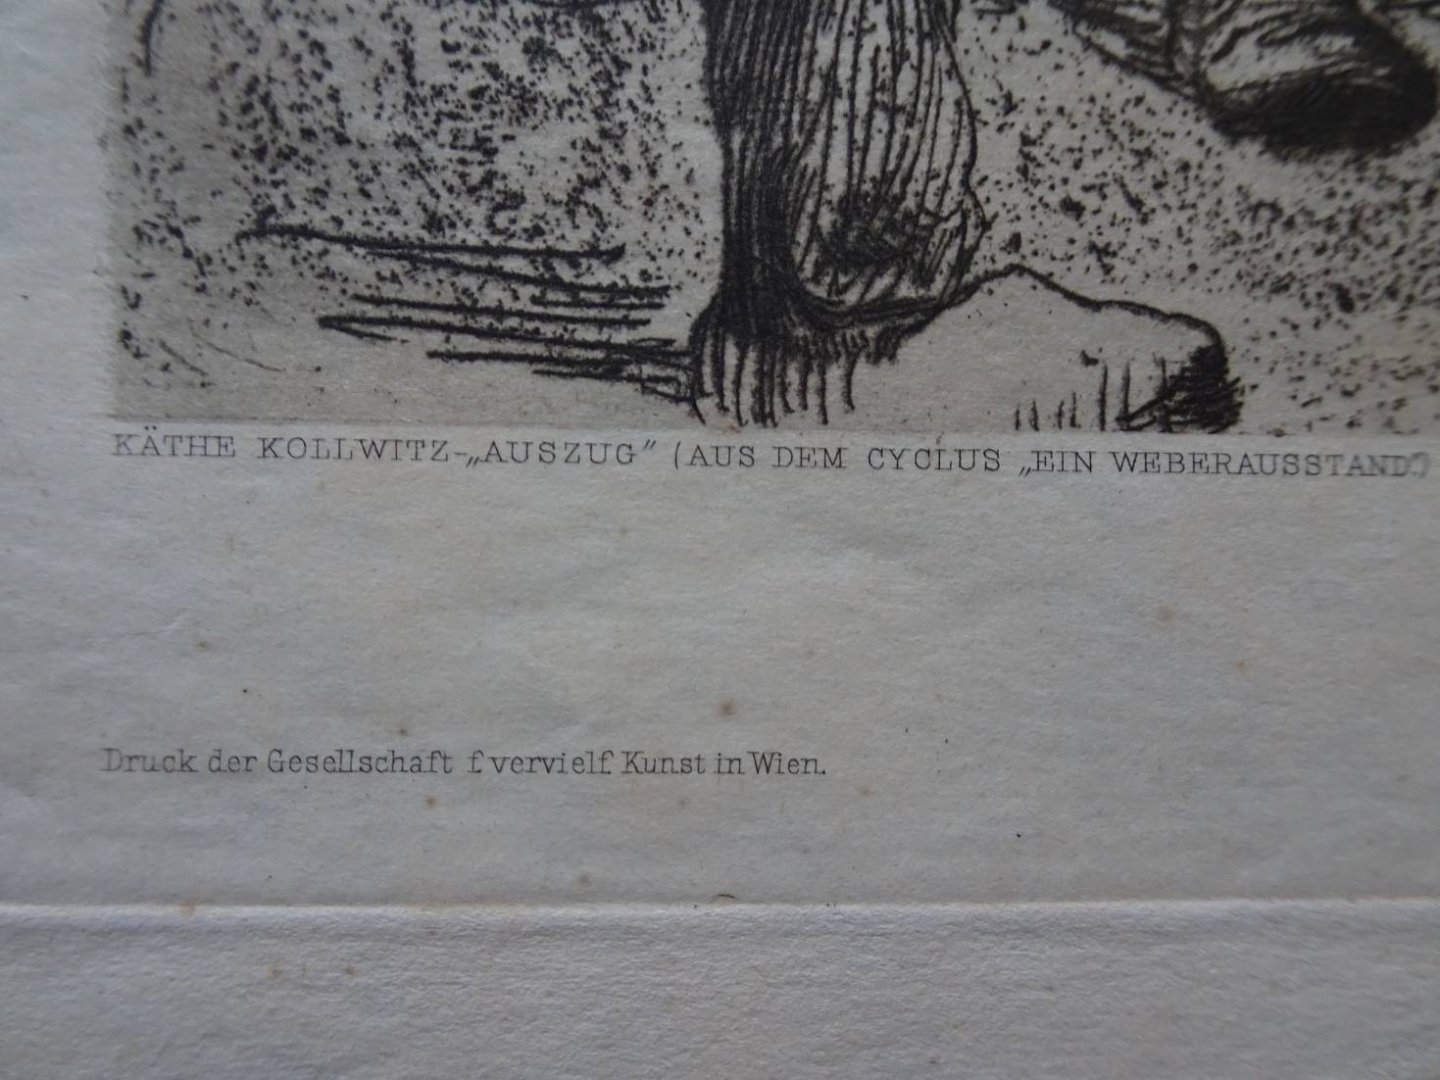 KÄTHE KOLLWITZ-„AUSZUG” (AUS DEM CYCLUS „EIN WEBERAUSSTAND”)
Druck der Gesellschaft f. vervielf. Kunst in Wien.